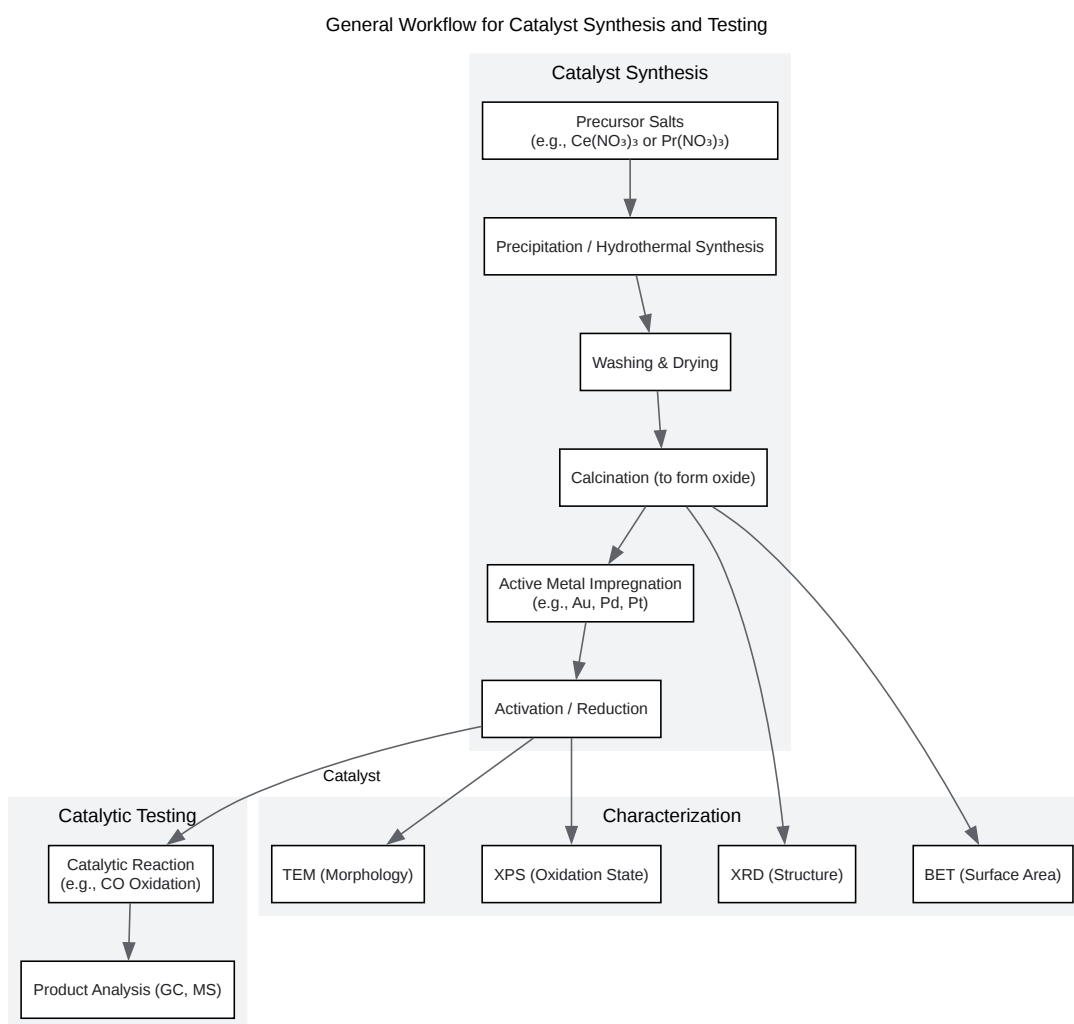 General Workflow for Catalyst Synthesis and Testing
Catalyst Synthesis
Precursor Salts
(e.g., Ce(NO₃)₃ or Pr(NO₃)₃)
Precipitation / Hydrothermal Synthesis
Washing & Drying
Calcination (to form oxide)
Active Metal Impregnation
(e.g., Au, Pd, Pt)
Activation / Reduction
Catalyst
Catalytic Testing
Catalytic Reaction
(e.g., CO Oxidation)
Product Analysis (GC, MS)
Characterization
TEM (Morphology)
XPS (Oxidation State)
XRD (Structure)
BET (Surface Area)